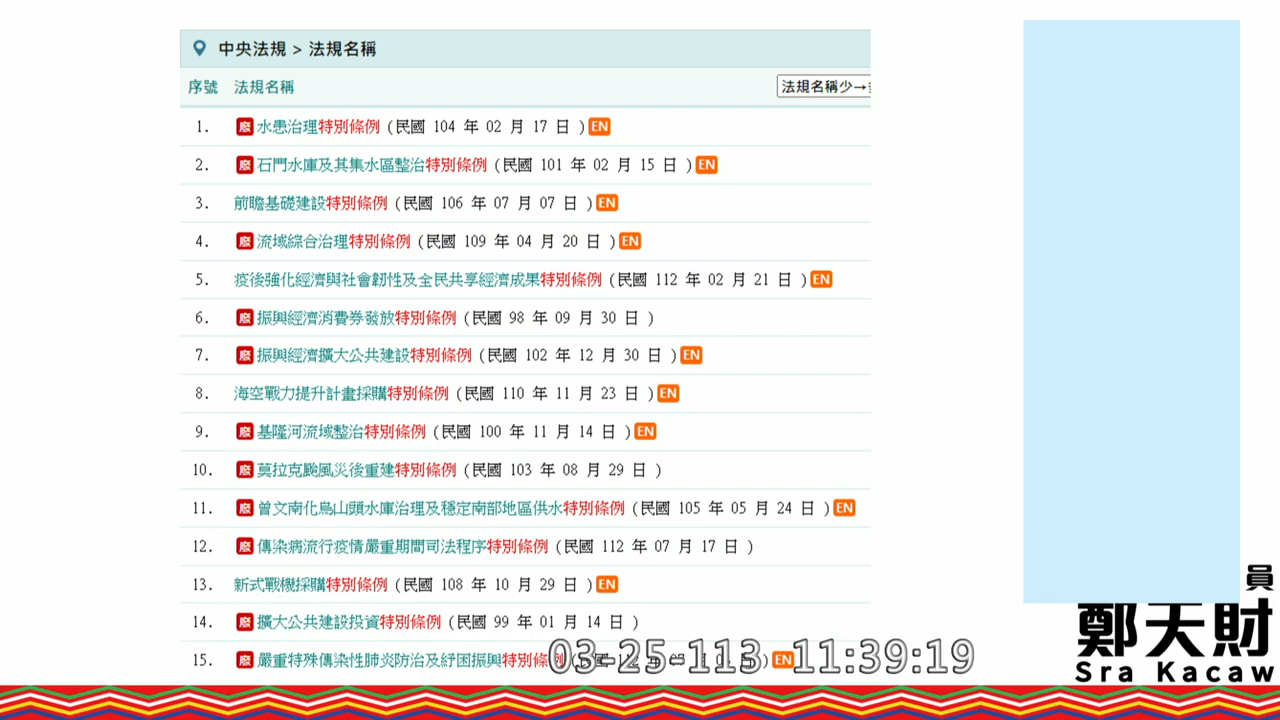 中央法規 > 法規名稱
序號 法規名稱 法規名稱少→
1. 廢 水患治理特別條例 (民國 104 年 02 月 17 日 ) EN
2. 廢 石門水庫及其集水區整治特別條例 (民國 101 年 02 月 15 日 ) EN
3. 前瞻基礎建設特別條例 (民國 106 年 07 月 07 日 ) EN
4. 廢 流域綜合治理特別條例 (民國 109 年 04 月 20 日 ) EN
5. 疫後強化經濟與社會韌性及全民共享經濟成果特別條例 (民國 112 年 02 月 21 日 ) EN
6. 廢 振興經濟消費券發放特別條例 (民國 98 年 09 月 30 日 )
7. 廢 振興經濟擴大公共建設特別條例 (民國 102 年 12 月 30 日 ) EN
8. 海空戰力提升計畫採購特別條例 (民國 110 年 11 月 23 日 ) EN
9. 廢 基隆河流域整治特別條例 (民國 100 年 11 月 14 日 ) EN
10. 廢 莫拉克颱風災後重建特別條例 (民國 103 年 08 月 29 日 )
11. 廢 曾文南化烏山頭水庫治理及穩定南部地區供水特別條例 (民國 105 年 05 月 24 日 ) EN
12. 廢 傳染病流行疫情嚴重期間司法程序特別條例 (民國 112 年 07 月 17 日 )
13. 新式戰機採購特別條例 (民國 108 年 10 月 25 日 ) EN
14. 廢 擴大公共建設投資特別條例 (民國 99 年 01 月 14 日 )
15. 廢 嚴重特殊傳染性肺炎防治及紓困振興特別 EN
03-25-113 11:39:19
員
鄭天財
Sra Kacaw